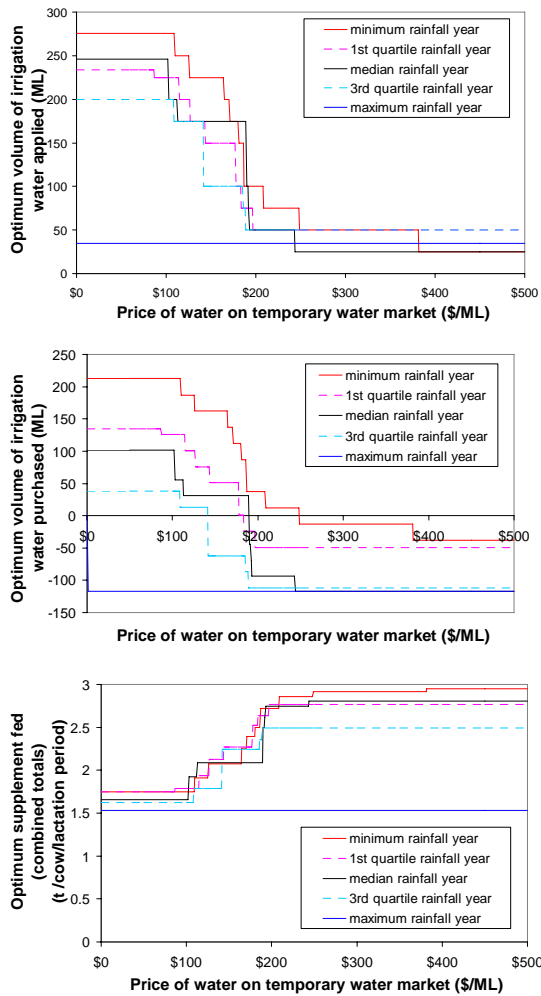 Optimum volume of irrigation
water applied (ML)
300
250
200
150
100
50
0
minimum rainfall year
1st quartile rainfall year
median rainfall year
3rd quartile rainfall year
maximum rainfall year
$0 $100 $200 $300 $400 $500
Price of water on temporary water market ($/ML)
Optimum volume of irrigation
water purchased (ML)
250
200
150
100
50
0
-50
-100
-150
minimum rainfall year
1st quartile rainfall year
median rainfall year
3rd quartile rainfall year
maximum rainfall year
$0 $100 $200 $300 $400 $500
Price of water on temporary water market ($/ML)
Optimum supplement fed
(combined totals)
(t /cow/lactation period)
3
2.5
2
1.5
1
0.5
0
minimum rainfall year
1st quartile rainfall year
median rainfall year
3rd quartile rainfall year
maximum rainfall year
$0 $100 $200 $300 $400 $500
Price of water on temporary water market ($/ML)